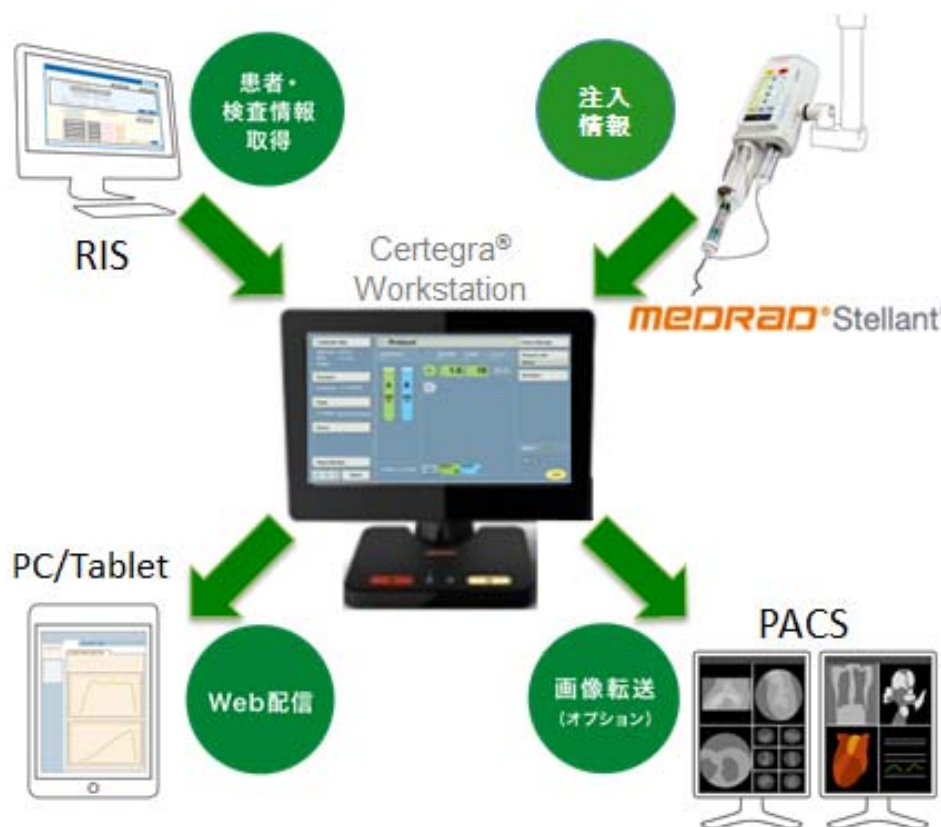 患者・
検査情報
取得
注入
情報
RIS
Certegra®
Workstation
MEDRAD® Stellant
Protocol
PC/Tablet
Web配信
画像転送
(オプション)
PACS